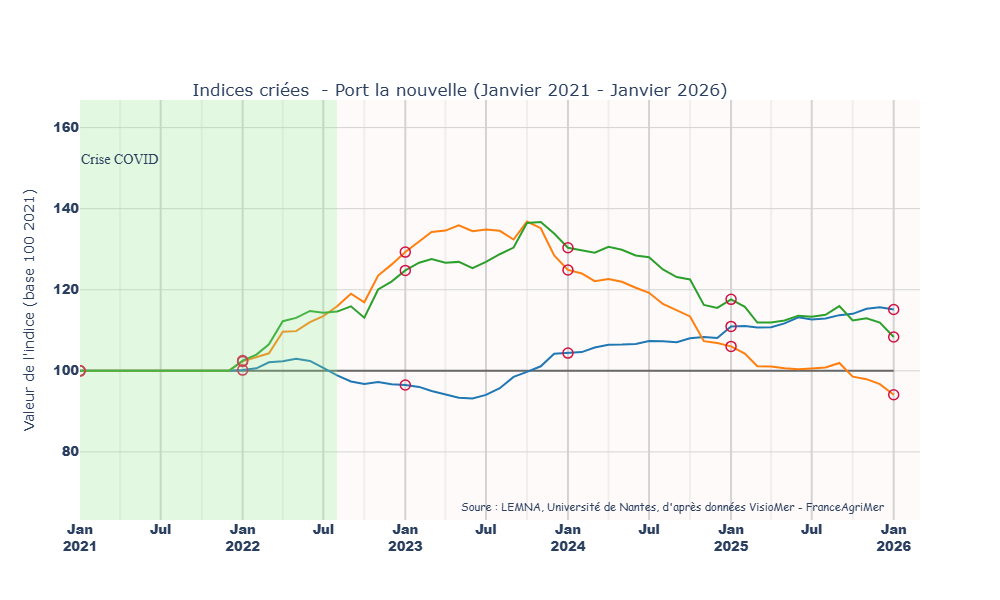 Indices criées  - Port la nouvelle (Janvier 2021 - Janvier 2026)
Valeur de l'indice (base 100 2021)
160
Crise COVID
140
120
100
80
Soure : LEMNA, Université de Nantes, d'après données VisioMer - FranceAgriMer
Jan Jul Jan Jul Jan Jul Jan Jul Jan Jul Jan
2021 2022 2023 2024 2025 2026